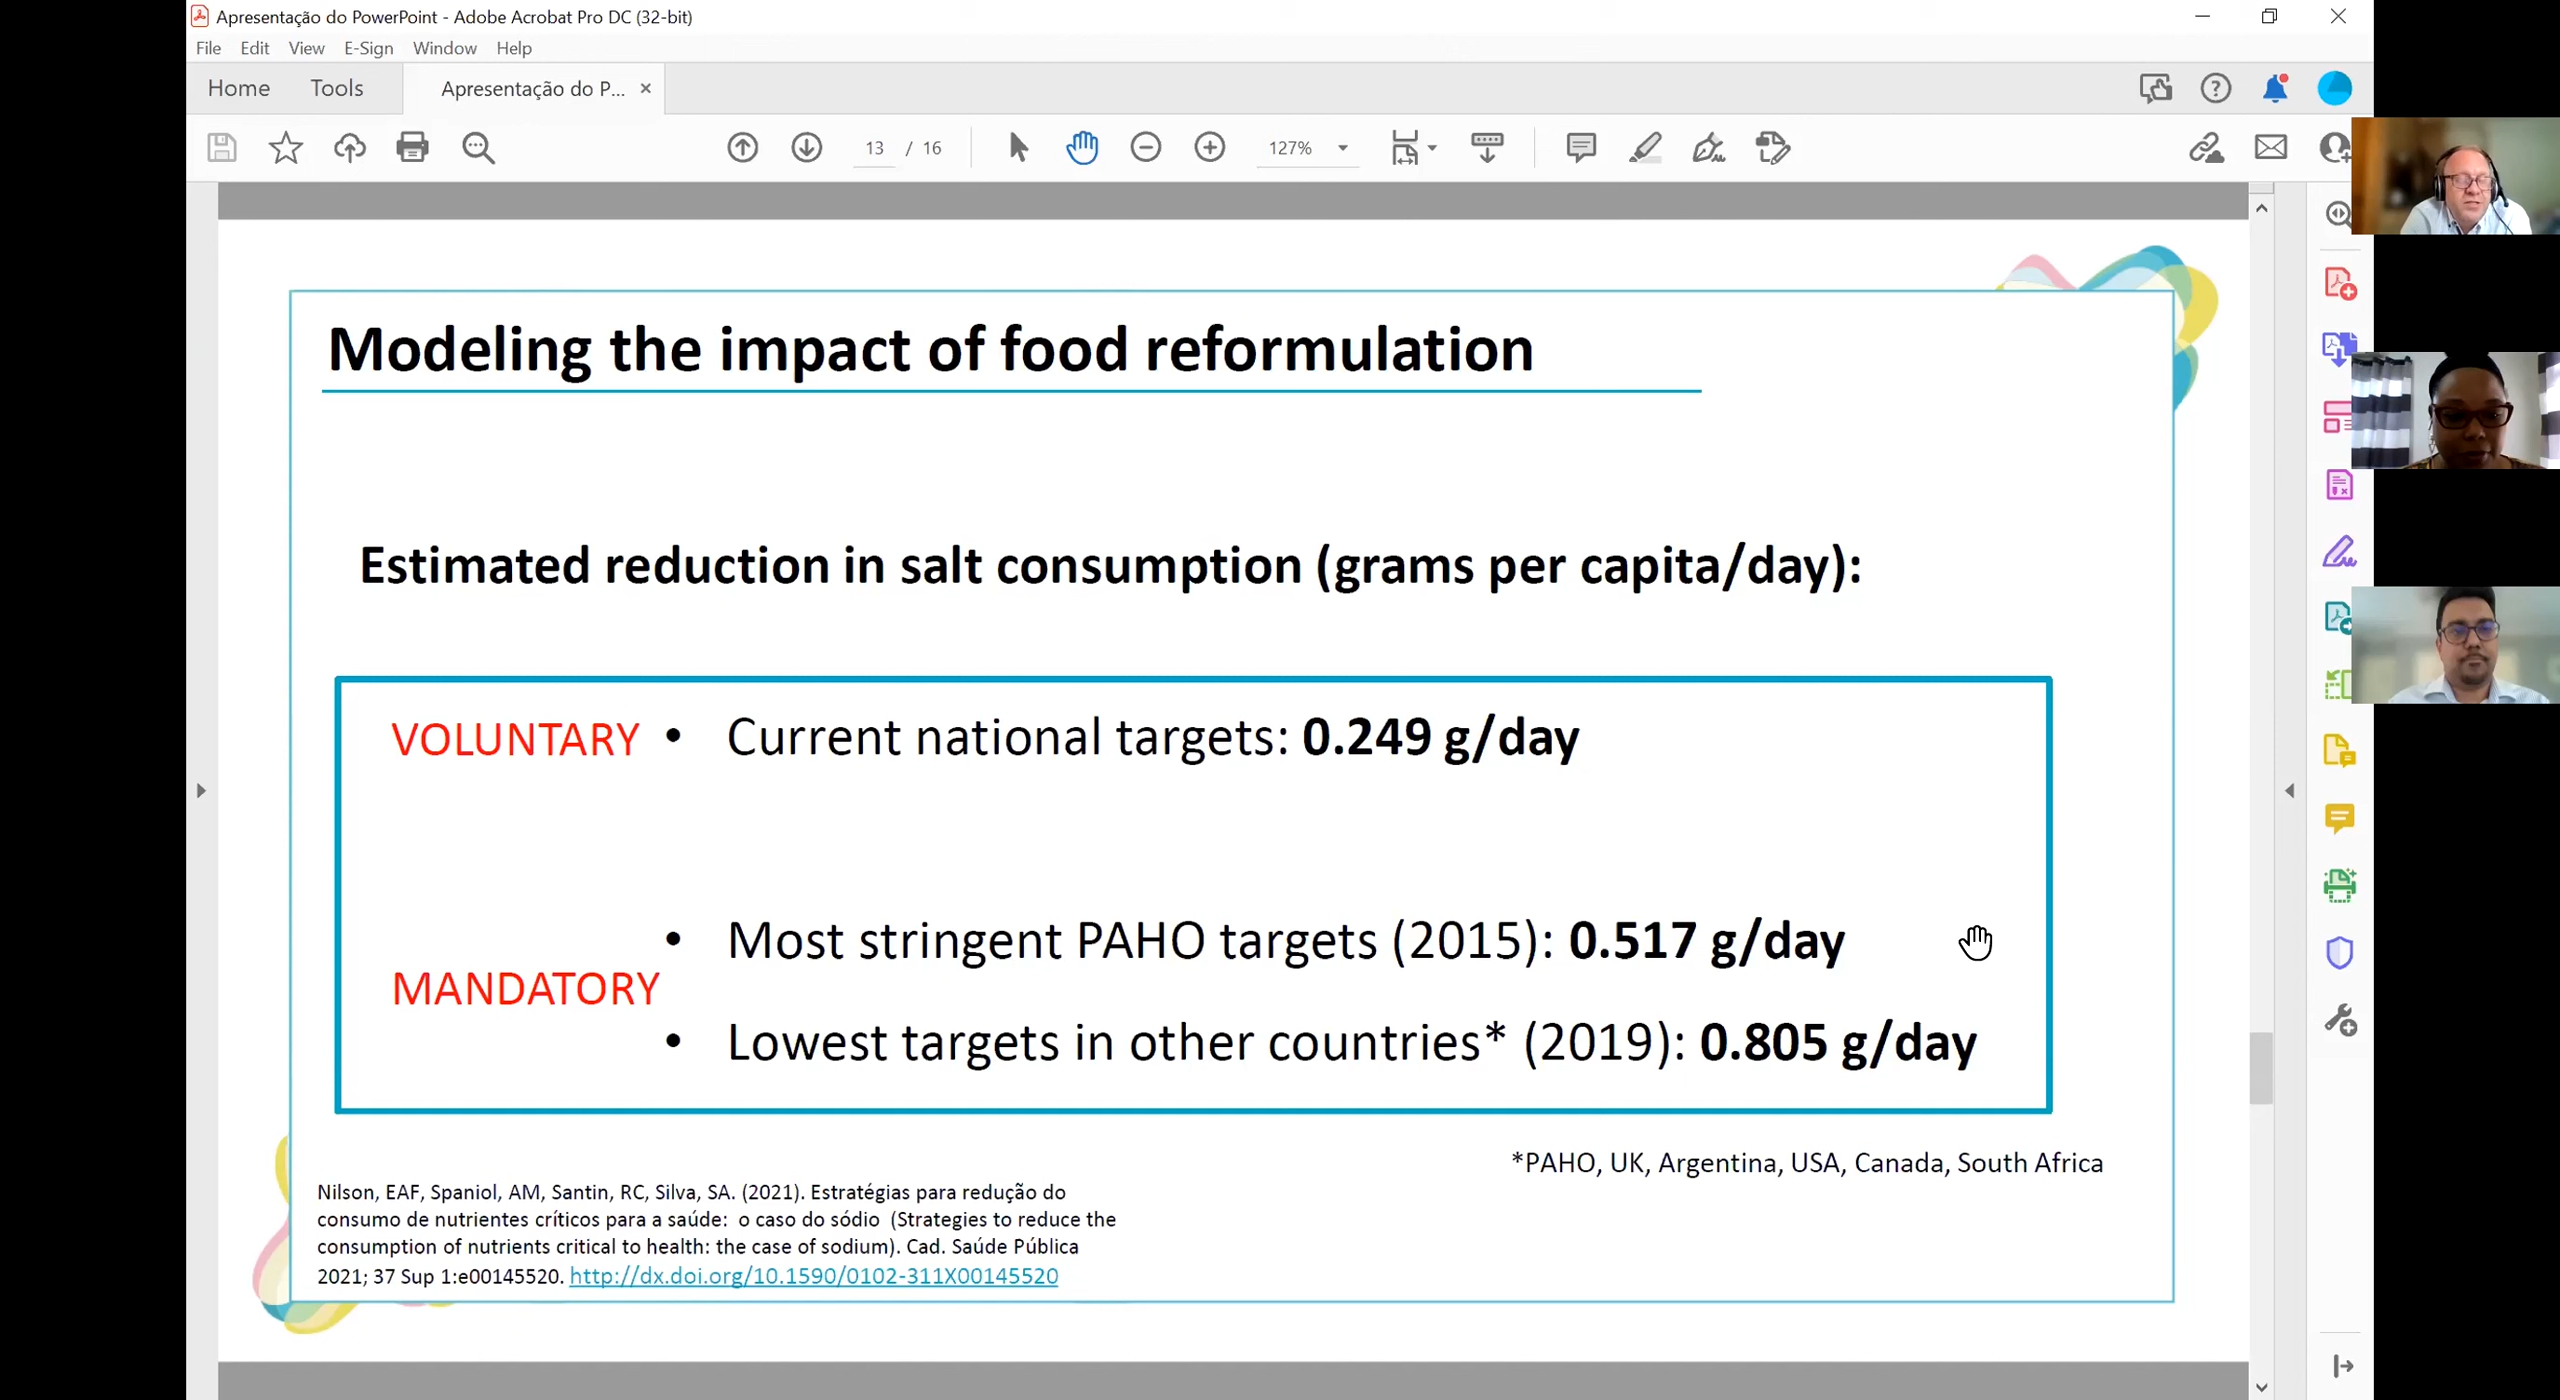 Apresentação do PowerPoint - Adobe Acrobat Pro DC (32-bit)
File Edit View E-Sign Window Help
Home Tools Apresentação do P... ×
13 / 16 127%
Modeling the impact of food reformulation
Estimated reduction in salt consumption (grams per capita/day):
VOLUNTARY • Current national targets: 0.249 g/day
• Most stringent PAHO targets (2015): 0.517 g/day
MANDATORY
• Lowest targets in other countries* (2019): 0.805 g/day
*PAHO, UK, Argentina, USA, Canada, South Africa
Nilson, EAF, Spaniol, AM, Santin, RC, Silva, SA. (2021). Estratégias para redução do
consumo de nutrientes críticos para a saúde: o caso do sódio (Strategies to reduce the
consumption of nutrients critical to health: the case of sodium). Cad. Saúde Pública
2021; 37 Sup 1:e00145520. http://dx.doi.org/10.1590/0102-311X00145520